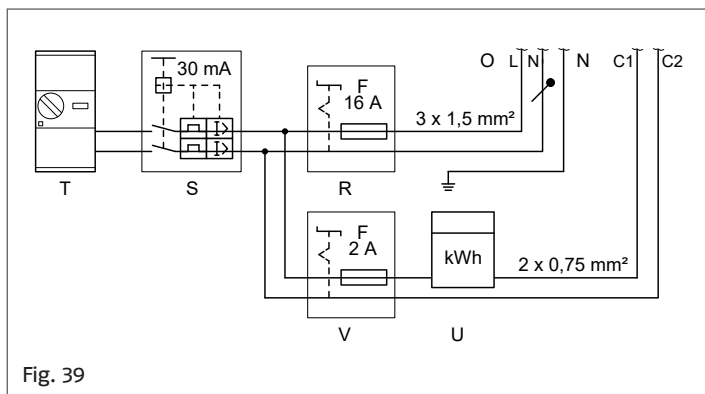 30 mA
F
16 A
O L N N C1 C2
3 x 1,5 mm²
T S R
F
2 A
kWh
2 x 0,75 mm²
V U
Fig. 39